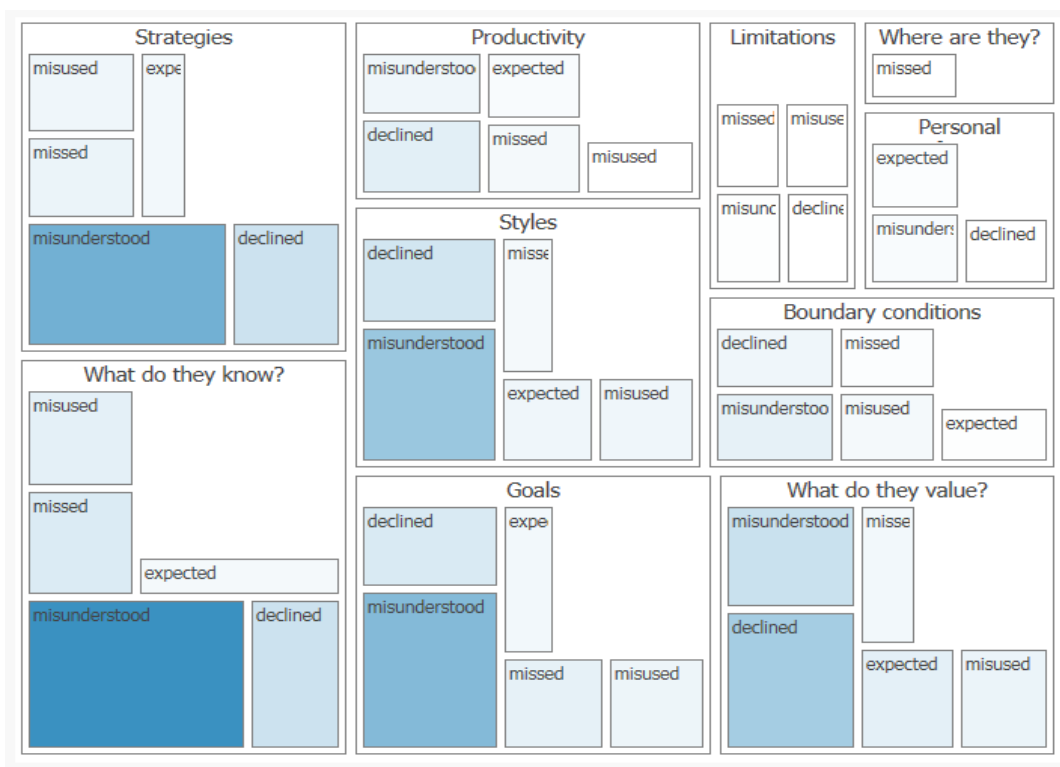 Strategies
misused
expe
missed
misunderstood
declined
What do they know?
misused
missed
expected
misunderstood
declined
Productivity
misunderstoo
expected
declined
missed
misused
Styles
declined
misse
misunderstood
expected
misused
Goals
declined
expe
misunderstood
missed
misused
Limitations
missed
misuse
misunc
decline
Where are they?
missed
Personal
expected
misunders
declined
Boundary conditions
declined
missed
misunderstoo
misused
expected
What do they value?
misunderstood
misse
declined
expected
misused